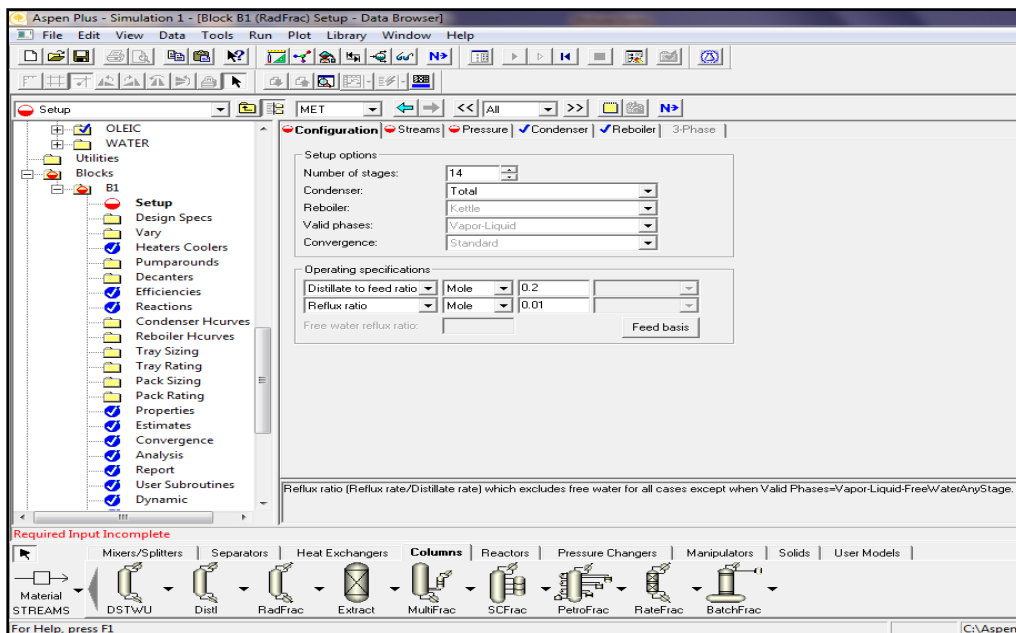 Aspen Plus - Simulation 1 - [Block B1 (RadFrac) Setup - Data Browser]
File Edit View Data Tools Run Plot Library Window Help
N>
Setup MET << All >> N>
OLEIC
WATER
Utilities
Blocks
B1
Setup
Design Specs
Vary
Heaters Coolers
Pumparounds
Decanters
Efficiencies
Reactions
Condenser Hcurves
Reboiler Hcurves
Tray Sizing
Tray Rating
Pack Sizing
Pack Rating
Properties
Estimates
Convergence
Analysis
Report
User Subroutines
Dynamic
Configuration Streams Pressure Condenser Reboiler 3-Phase
Setup options
Number of stages: 14
Condenser: Total
Reboiler: Kettle
Valid phases: Vapor-Liquid
Convergence: Standard
Operating specifications
Distillate to feed ratio Mole 0.2
Reflux ratio Mole 0.01
Free water reflux ratio: Feed basis
Reflux ratio (Reflux rate/Distillate rate) which excludes free water for all cases except when Valid Phases=Vapor-Liquid-FreeWaterAnyStage.
Required Input Incomplete
Mixers/Splitters Separators Heat Exchangers Columns Reactors Pressure Changers Manipulators Solids User Models
Material
STREAMS DSTWU Distl RadFrac Extract MultiFrac SCFrac PetroFrac RateFrac BatchFrac
For Help, press F1 C:\Aspen